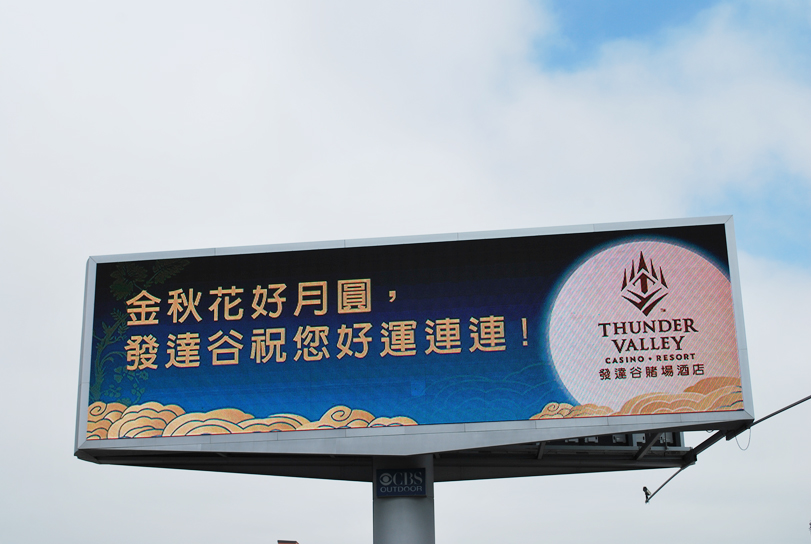 金秋花好月圓，
發達谷祝您好運連連！
THUNDER
VALLEY
CASINO • RESORT
發達谷賭場酒店
CBS
OUTDOOR